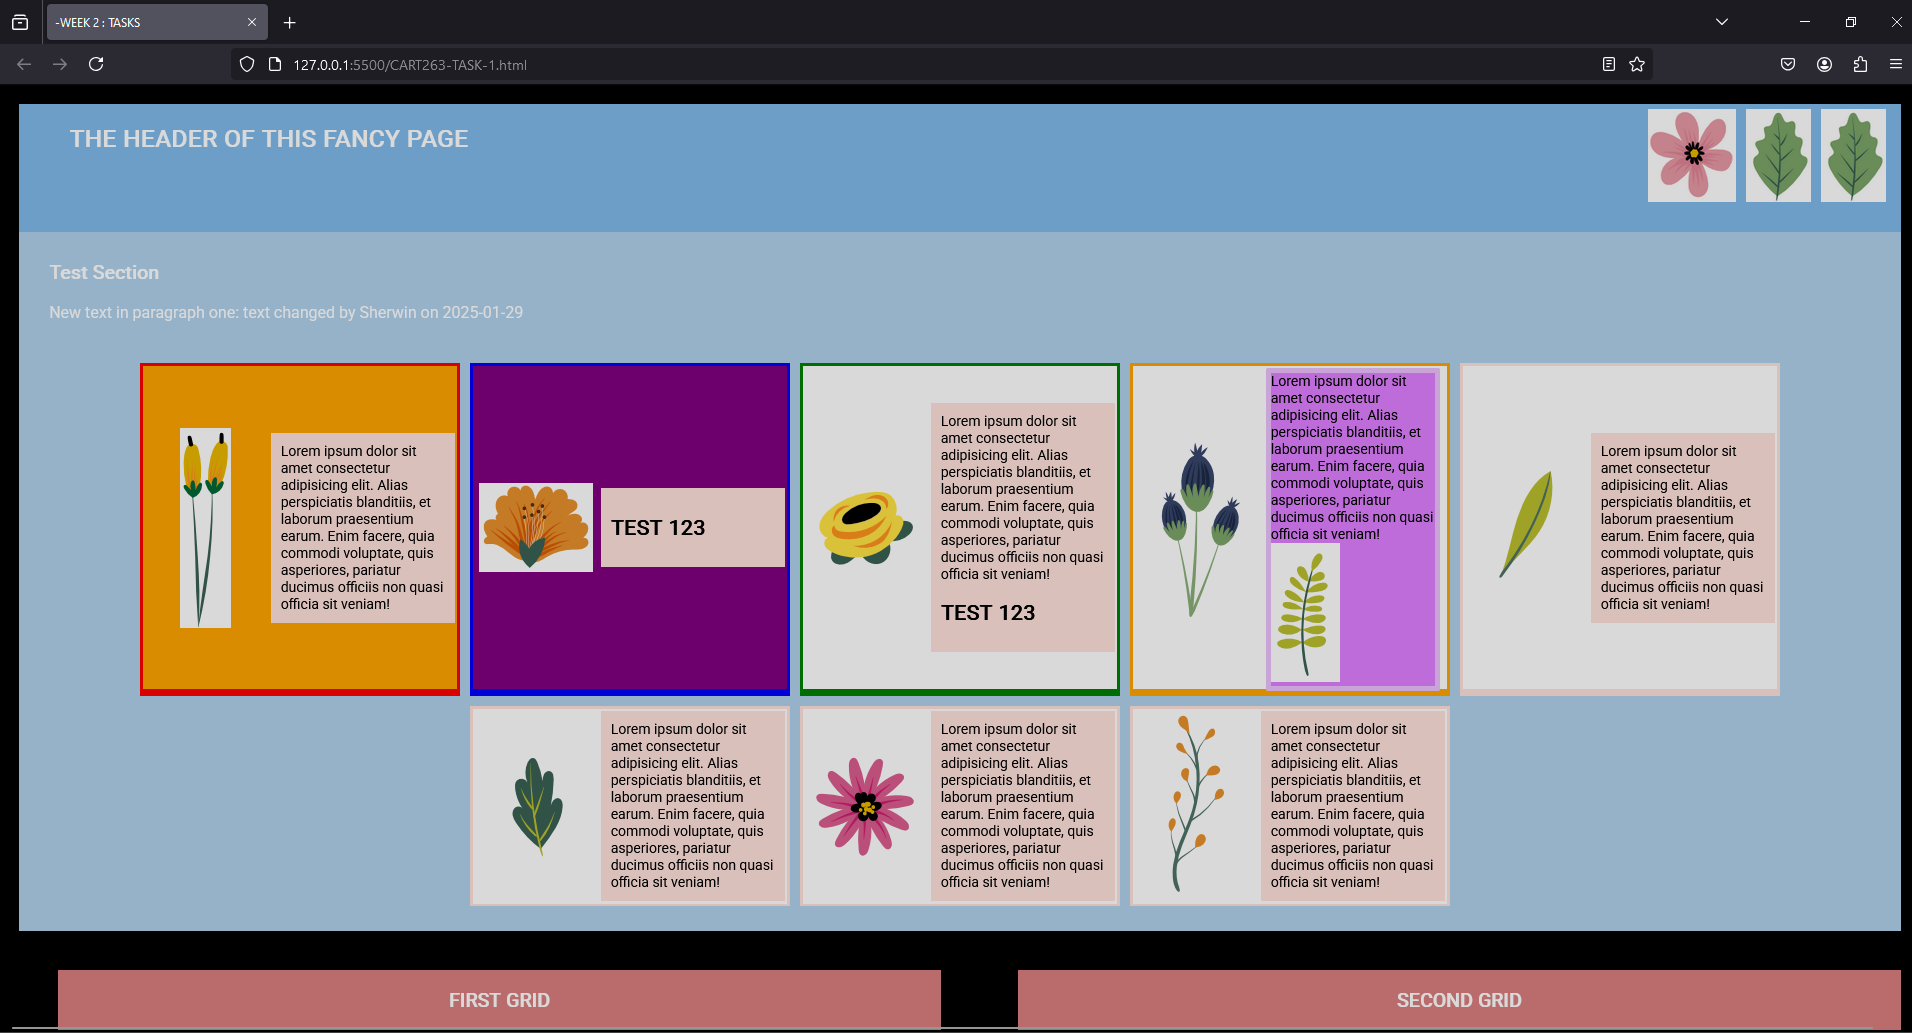 -WEEK 2 : TASKS
127.0.0.1:5500/CART263-TASK-1.html
THE HEADER OF THIS FANCY PAGE
Test Section
New text in paragraph one: text changed by Sherwin on 2025-01-29
Lorem ipsum dolor sit
amet consectetur
adipisicing elit. Alias
perspiciatis blanditiis, et
laborum praesentium
earum. Enim facere, quia
commodi voluptate, quis
asperiores, pariatur
ducimus officiis non quasi
officia sit veniam!
TEST 123
Lorem ipsum dolor sit
amet consectetur
adipisicing elit. Alias
perspiciatis blanditiis, et
laborum praesentium
earum. Enim facere, quia
commodi voluptate, quis
asperiores, pariatur
ducimus officiis non quasi
officia sit veniam!
TEST 123
Lorem ipsum dolor sit
amet consectetur
adipisicing elit. Alias
perspiciatis blanditiis, et
laborum praesentium
earum. Enim facere, quia
commodi voluptate, quis
asperiores, pariatur
ducimus officiis non quasi
officia sit veniam!
Lorem ipsum dolor sit
amet consectetur
adipisicing elit. Alias
perspiciatis blanditiis, et
laborum praesentium
earum. Enim facere, quia
commodi voluptate, quis
asperiores, pariatur
ducimus officiis non quasi
officia sit veniam!
Lorem ipsum dolor sit
amet consectetur
adipisicing elit. Alias
perspiciatis blanditiis, et
laborum praesentium
earum. Enim facere, quia
commodi voluptate, quis
asperiores, pariatur
ducimus officiis non quasi
officia sit veniam!
Lorem ipsum dolor sit
amet consectetur
adipisicing elit. Alias
perspiciatis blanditiis, et
laborum praesentium
earum. Enim facere, quia
commodi voluptate, quis
asperiores, pariatur
ducimus officiis non quasi
officia sit veniam!
Lorem ipsum dolor sit
amet consectetur
adipisicing elit. Alias
perspiciatis blanditiis, et
laborum praesentium
earum. Enim facere, quia
commodi voluptate, quis
asperiores, pariatur
ducimus officiis non quasi
officia sit veniam!
FIRST GRID
SECOND GRID